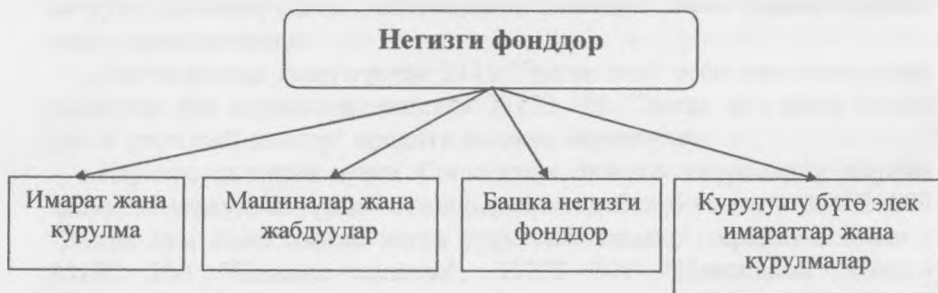 Негизги фонддор
Имарат жана
курулма
Машиналар жана
жабдуулар
Башка негизги
фонддор
Курулушу бүтө элек
имараттар жана
курулмалар